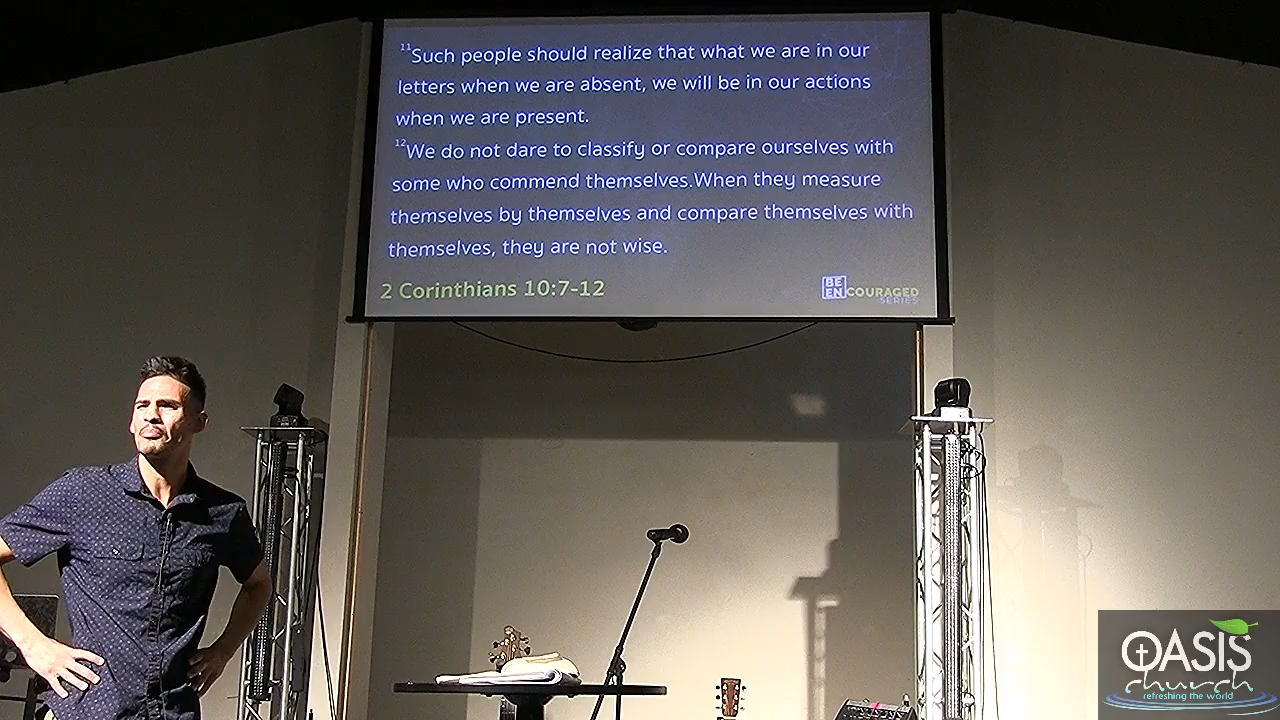 ¹¹Such people should realize that what we are in our
letters when we are absent, we will be in our actions
when we are present.
¹²We do not dare to classify or compare ourselves with
some who commend themselves.When they measure
themselves by themselves and compare themselves with
themselves, they are not wise.
2 Corinthians 10:7-12
BE
ENCOURAGED
SERIES
OASIS
church
refreshing the world